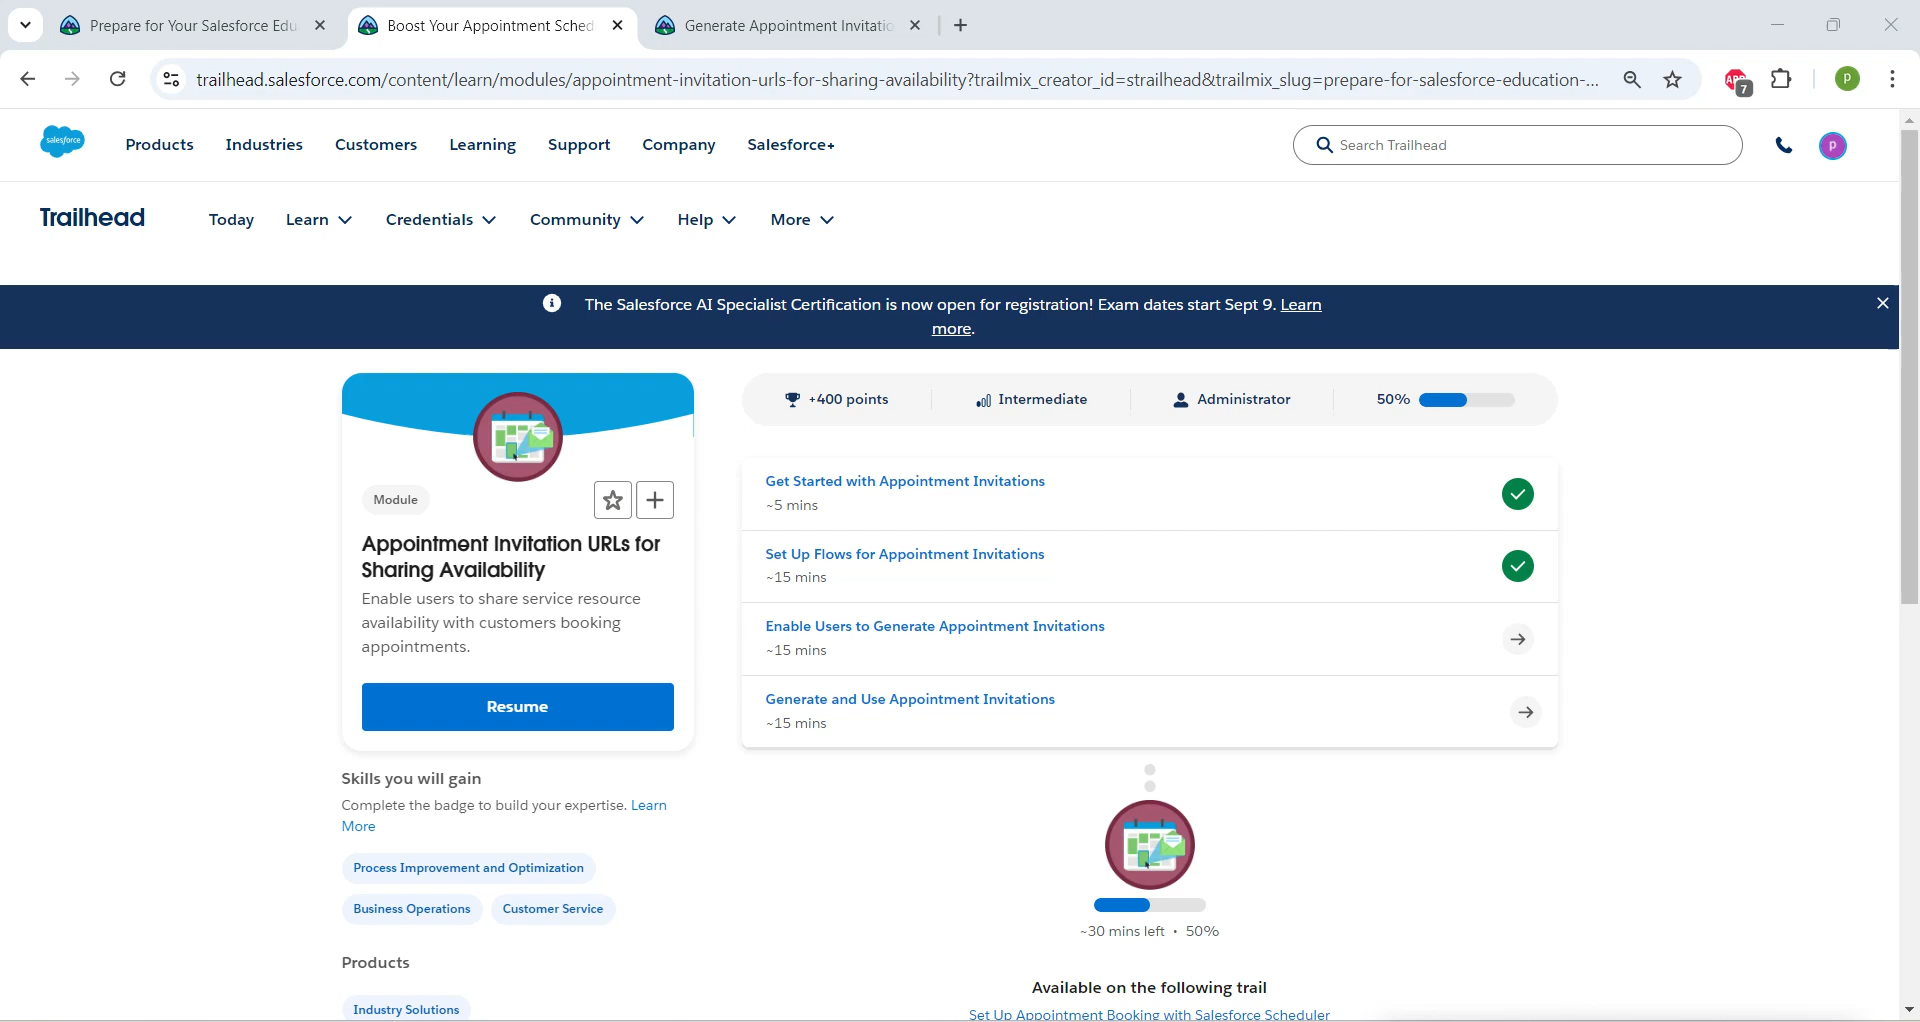 Prepare for Your Salesforce Edu
Boost Your Appointment Sched
Generate Appointment Invitatio
trailhead.salesforce.com/content/learn/modules/appointment-invitation-urls-for-sharing-availability?trailmix_creator_id=strailhead&trailmix_slug=prepare-for-salesforce-education-...
ABP
7
P
salesforce
Products
Industries
Customers
Learning
Support
Company
Salesforce+
Search Trailhead
P
Trailhead
Today
Learn
Credentials
Community
Help
More
The Salesforce AI Specialist Certification is now open for registration! Exam dates start Sept 9. Learn
more.
+400 points
Intermediate
Administrator
50%
Module
Appointment Invitation URLs for
Sharing Availability
Enable users to share service resource
availability with customers booking
appointments.
Resume
Get Started with Appointment Invitations
~5 mins
Set Up Flows for Appointment Invitations
~15 mins
Enable Users to Generate Appointment Invitations
~15 mins
Generate and Use Appointment Invitations
~15 mins
Skills you will gain
Complete the badge to build your expertise. Learn
More
Process Improvement and Optimization
Business Operations
Customer Service
Products
Industry Solutions
~30 mins left • 50%
Available on the following trail
Set Up Appointment Booking with Salesforce Scheduler